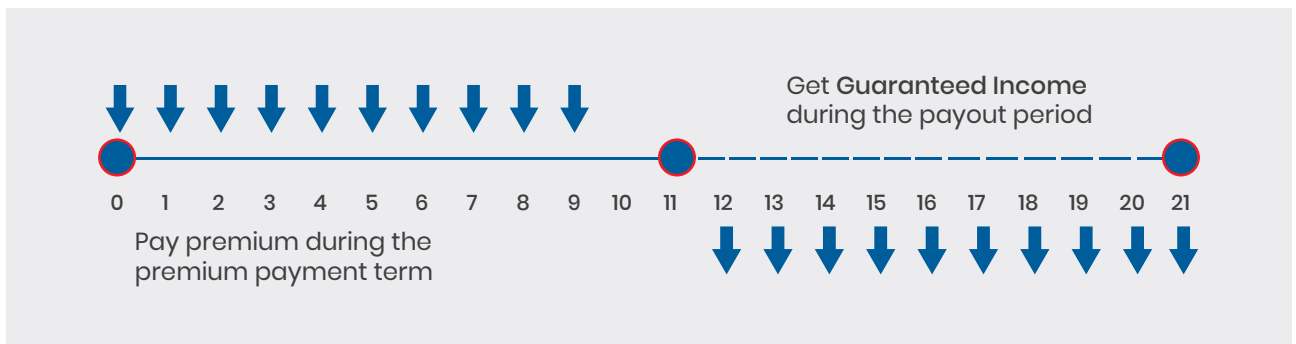 Get Guaranteed Income
during the payout period
0 1 2 3 4 5 6 7 8 9 10 11 12 13 14 15 16 17 18 19 20 21
Pay premium during the
premium payment term